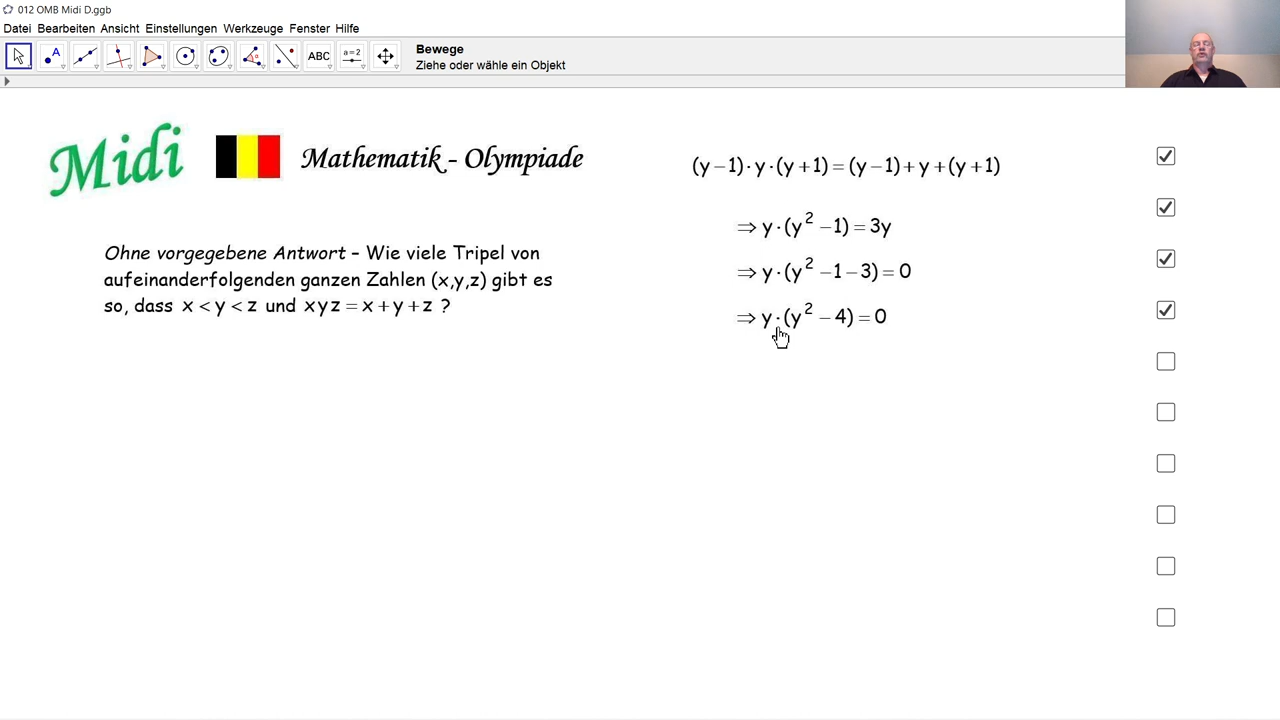 012 OMB Midi D.ggb
Datei Bearbeiten Ansicht Einstellungen Werkzeuge Fenster Hilfe
A
ABC
a=2
Bewege
Ziehe oder wähle ein Objekt
Midi
Mathematik - Olympiade
Ohne vorgegebene Antwort – Wie viele Tripel von
aufeinanderfolgenden ganzen Zahlen (x,y,z) gibt es
so, dass x < y < z und xyz = x + y + z ?
(y − 1) · y · (y + 1) = (y − 1) + y + (y + 1)
⇒ y · (y² − 1) = 3y
⇒ y · (y² − 1 − 3) = 0
⇒ y · (y² − 4) = 0